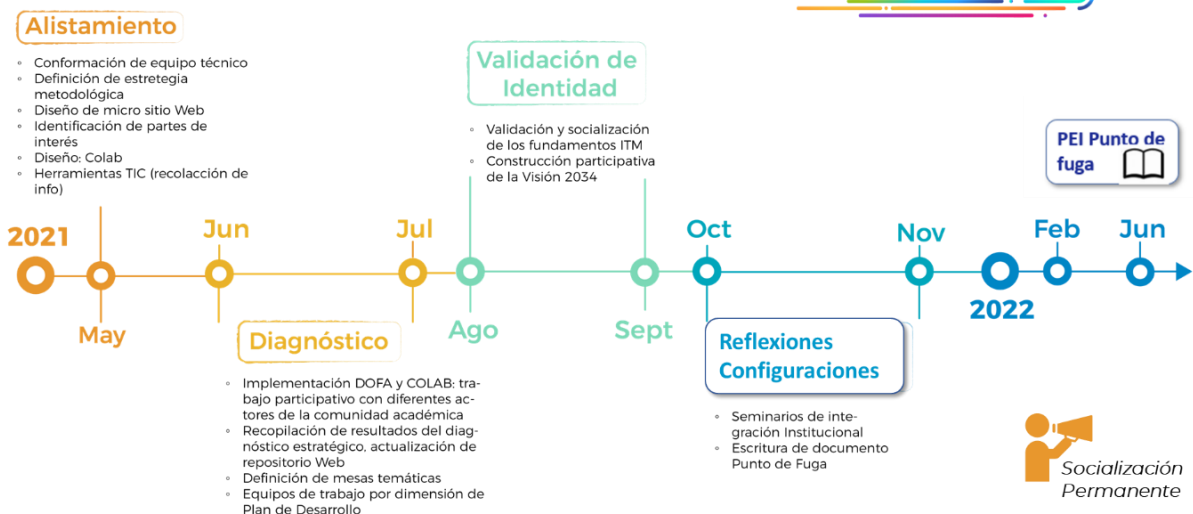 Alistamiento
◦ Conformación de equipo técnico
◦ Definición de estretegia
metodológica
◦ Diseño de micro sitio Web
◦ Identificación de partes de
interés
◦ Diseño: Colab
◦ Herramientas TIC (recolacción de
info)
Validación de
Identidad
◦ Validación y socialización
de los fundamentos ITM
◦ Construcción participativa
de la Visión 2034
PEI Punto de
fuga
2021
Jun
Jul
Oct
Nov
Feb
Jun
May
Ago
Sept
2022
Diagnóstico
◦ Implementación DOFA y COLAB: tra-
bajo participativo con diferentes ac-
tores de la comunidad académica
◦ Recopilación de resultados del diag-
nóstico estratégico, actualización de
repositorio Web
◦ Definición de mesas temáticas
◦ Equipos de trabajo por dimensión de
Plan de Desarrollo
Reflexiones
Configuraciones
◦ Seminarios de inte-
gración Institucional
◦ Escritura de documento
Punto de Fuga
Socialización
Permanente